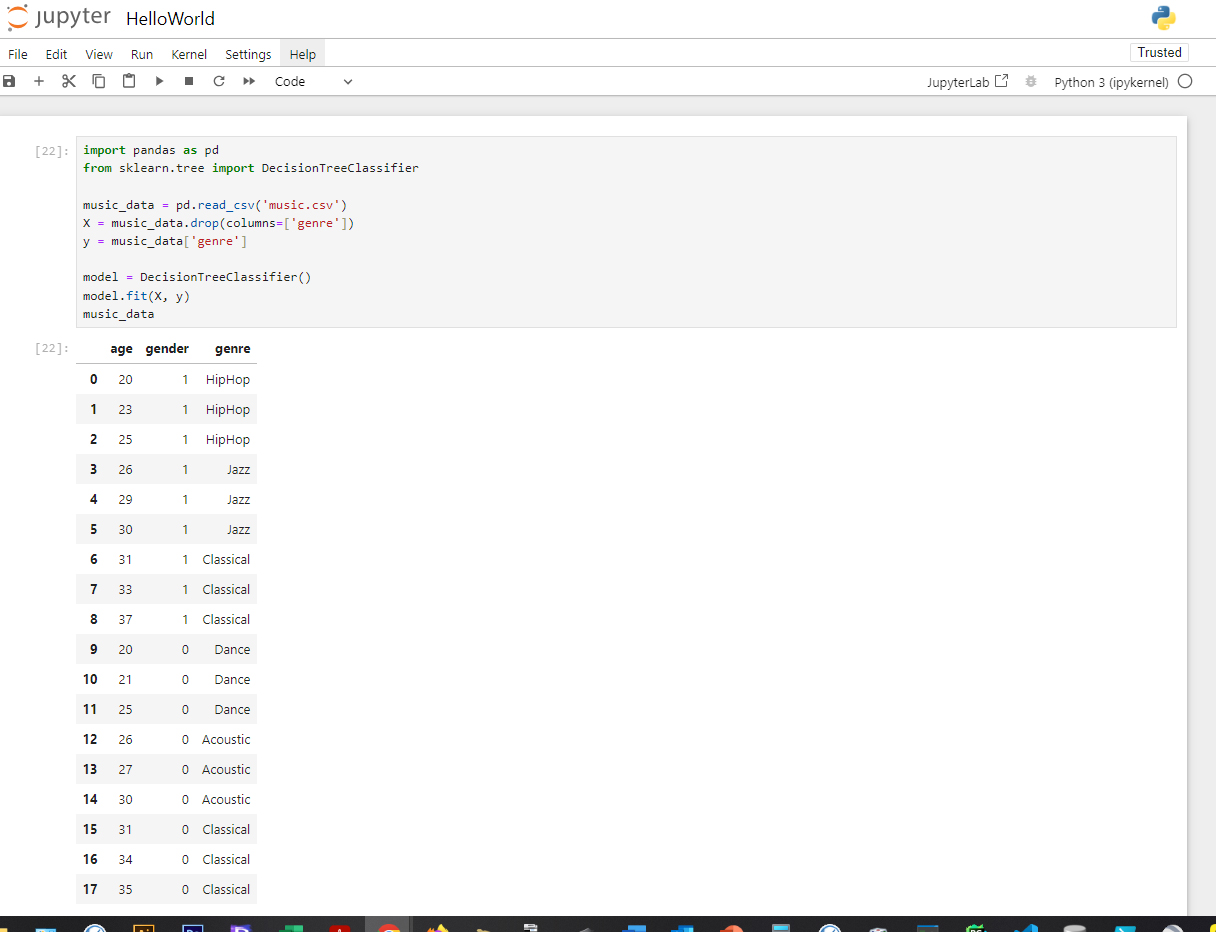 jupyter HelloWorld
File Edit View Run Kernel Settings Help Trusted
Code JupyterLab Python 3 (ipykernel)
[22]: import pandas as pd
from sklearn.tree import DecisionTreeClassifier
music_data = pd.read_csv('music.csv')
X = music_data.drop(columns=['genre'])
y = music_data['genre']
model = DecisionTreeClassifier()
model.fit(X, y)
music_data
[22]: age gender genre
0 20 1 HipHop
1 23 1 HipHop
2 25 1 HipHop
3 26 1 Jazz
4 29 1 Jazz
5 30 1 Jazz
6 31 1 Classical
7 33 1 Classical
8 37 1 Classical
9 20 0 Dance
10 21 0 Dance
11 25 0 Dance
12 26 0 Acoustic
13 27 0 Acoustic
14 30 0 Acoustic
15 31 0 Classical
16 34 0 Classical
17 35 0 Classical